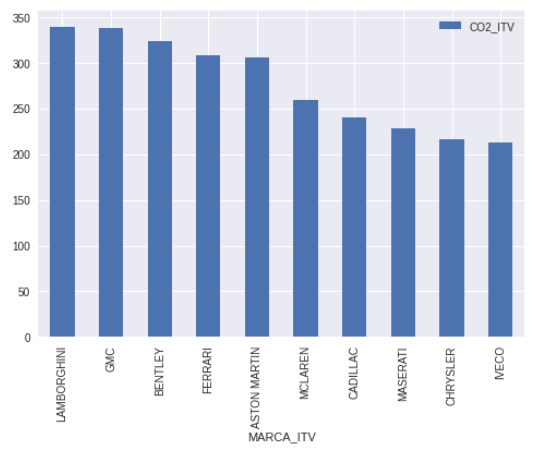 350
300
250
200
150
100
50
0
CO2_ITV
LAMBORGHINI
GMC
BENTLEY
FERRARI
ASTON MARTIN
MCLAREN
CADILLAC
MASERATI
CHRYSLER
IVECO
MARCA_ITV